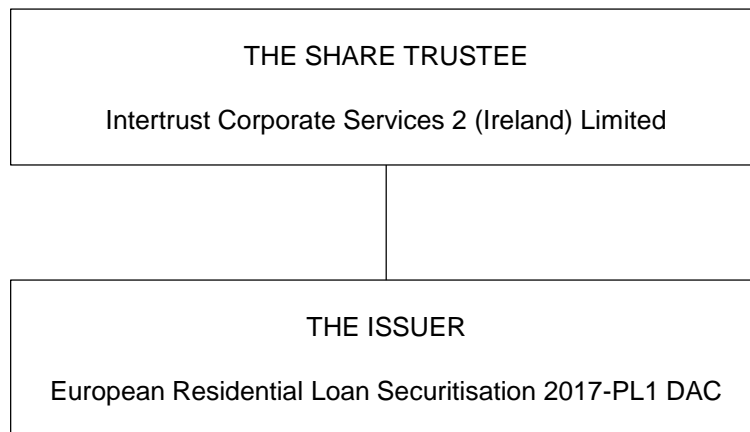 THE SHARE TRUSTEE
Intertrust Corporate Services 2 (Ireland) Limited
THE ISSUER
European Residential Loan Securitisation 2017-PL1 DAC